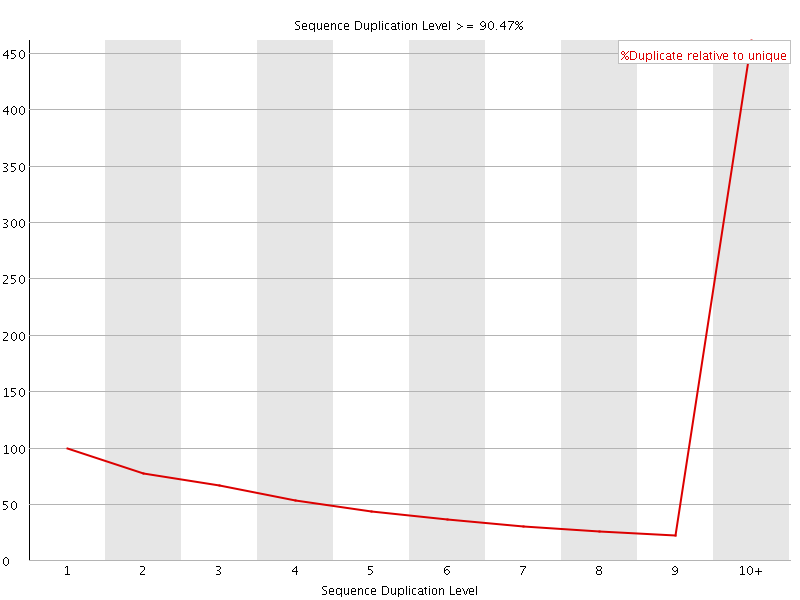 Sequence Duplication Level >= 90.47%
%Duplicate relative to unique
450
400
350
300
250
200
150
100
50
0
1 2 3 4 5 6 7 8 9 10+
Sequence Duplication Level